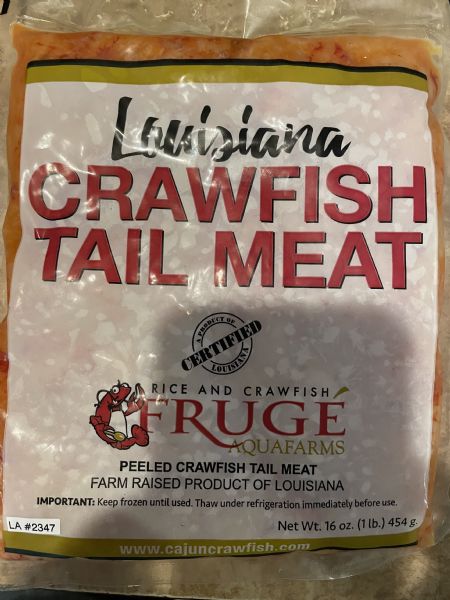 Louisiana
CRAWFISH
TAIL MEAT
A PRODUCT OF
CERTIFIED
LOUISIANA
RICE AND CRAWFISH
FRUGÉ
AQUAFARMS
PEELED CRAWFISH TAIL MEAT
FARM RAISED PRODUCT OF LOUISIANA
IMPORTANT: Keep frozen until used. Thaw under refrigeration immediately before use.
LA #2347
Net Wt. 16 oz. (1 lb.) 454 g.
www.cajuncrawfish.com